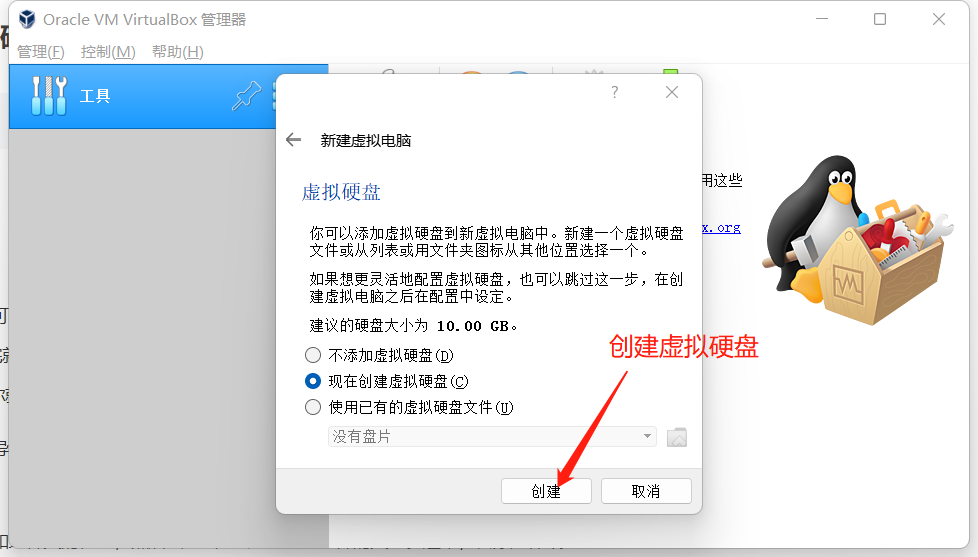 Oracle VM VirtualBox 管理器
管理(F) 控制(M) 帮助(H)
工具
?
新建虚拟电脑
虚拟硬盘
用这些
你可以添加虚拟硬盘到新虚拟电脑中。新建一个虚拟硬盘
文件或从列表或用文件夹图标从其他位置选择一个。
x.org
如果想更灵活地配置虚拟硬盘，也可以跳过这一步，在创
建虚拟电脑之后在配置中设定。
建议的硬盘大小为 10.00 GB。
创建虚拟硬盘
不添加虚拟硬盘(D)
现在创建虚拟硬盘(C)
使用已有的虚拟硬盘文件(U)
没有盘片
创建 取消